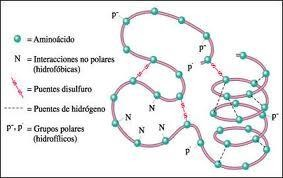 = Aminoácido
N = Interacciones no polares
(hidrofóbicas)
= Puentes disulfuro
= Puentes de hidrógeno
p⁻, p = Grupos polares
(hidrofílicos)
p⁻
p⁻
p
N
N
N
N
N
p
p